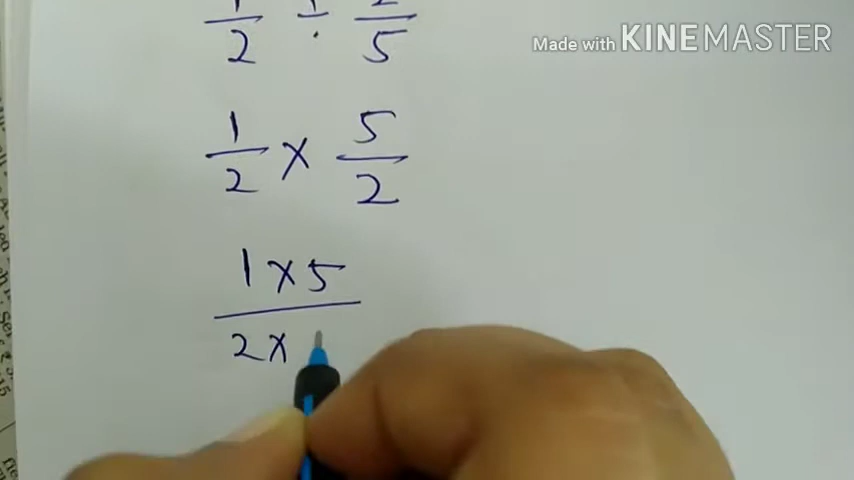 Made with KINEMASTER
1/2 ÷ 2/5
1/2 × 5/2
1 × 5
2 ×